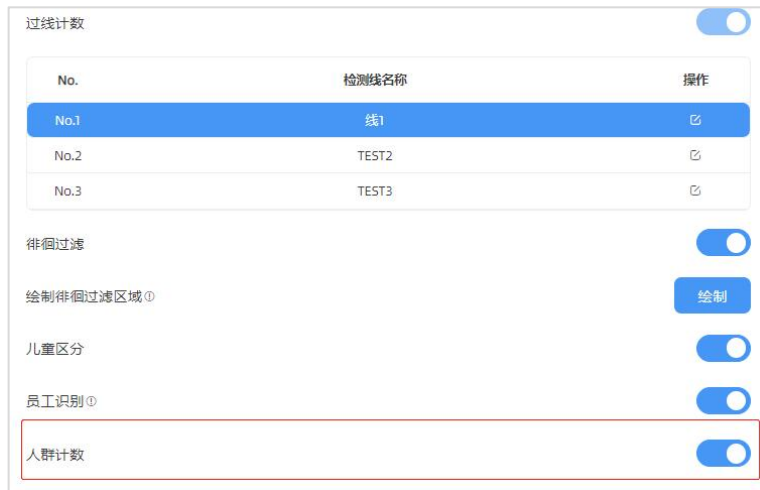 过线计数
No. 检测线名称 操作
No.1 线1
No.2 TEST2
No.3 TEST3
徘徊过滤
绘制徘徊过滤区域 绘制
儿童区分
员工识别
人群计数